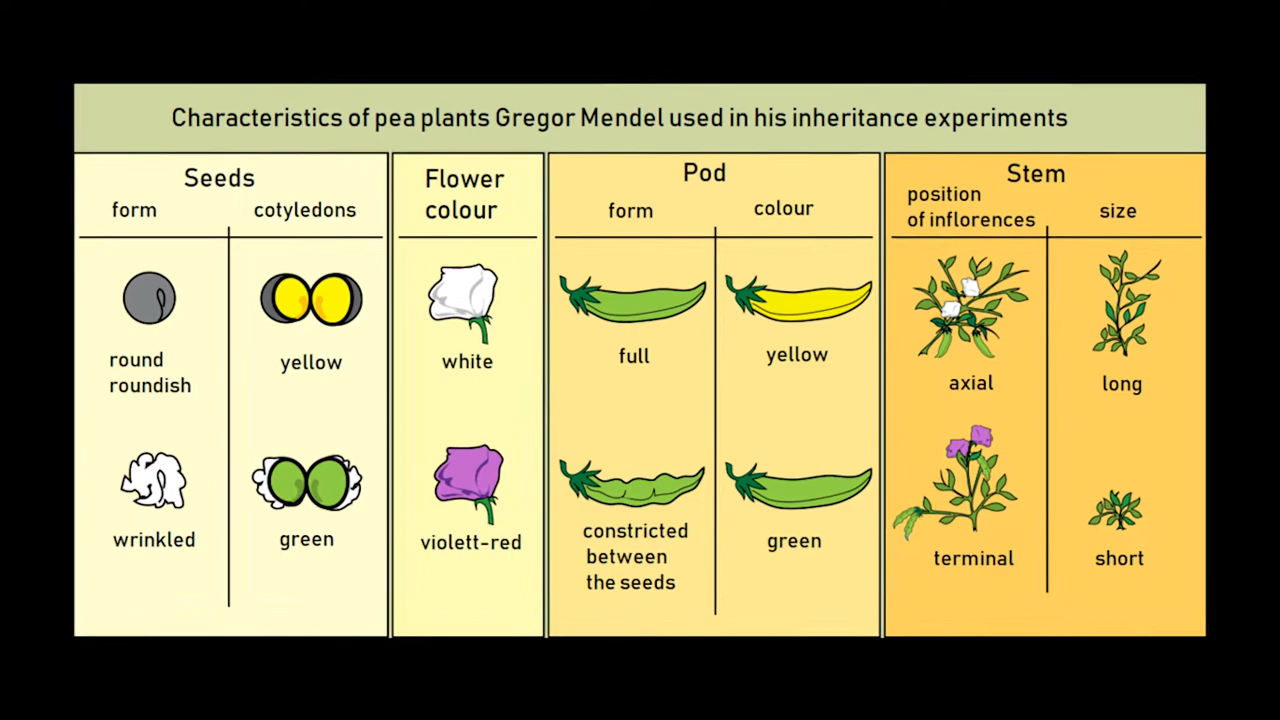 Characteristics of pea plants Gregor Mendel used in his inheritance experiments
Seeds
form
cotyledons
round
roundish
yellow
wrinkled
green
Flower
colour
white
violett-red
Pod
form
colour
full
yellow
constricted
between
the seeds
green
Stem
position
of inflorences
size
axial
long
terminal
short